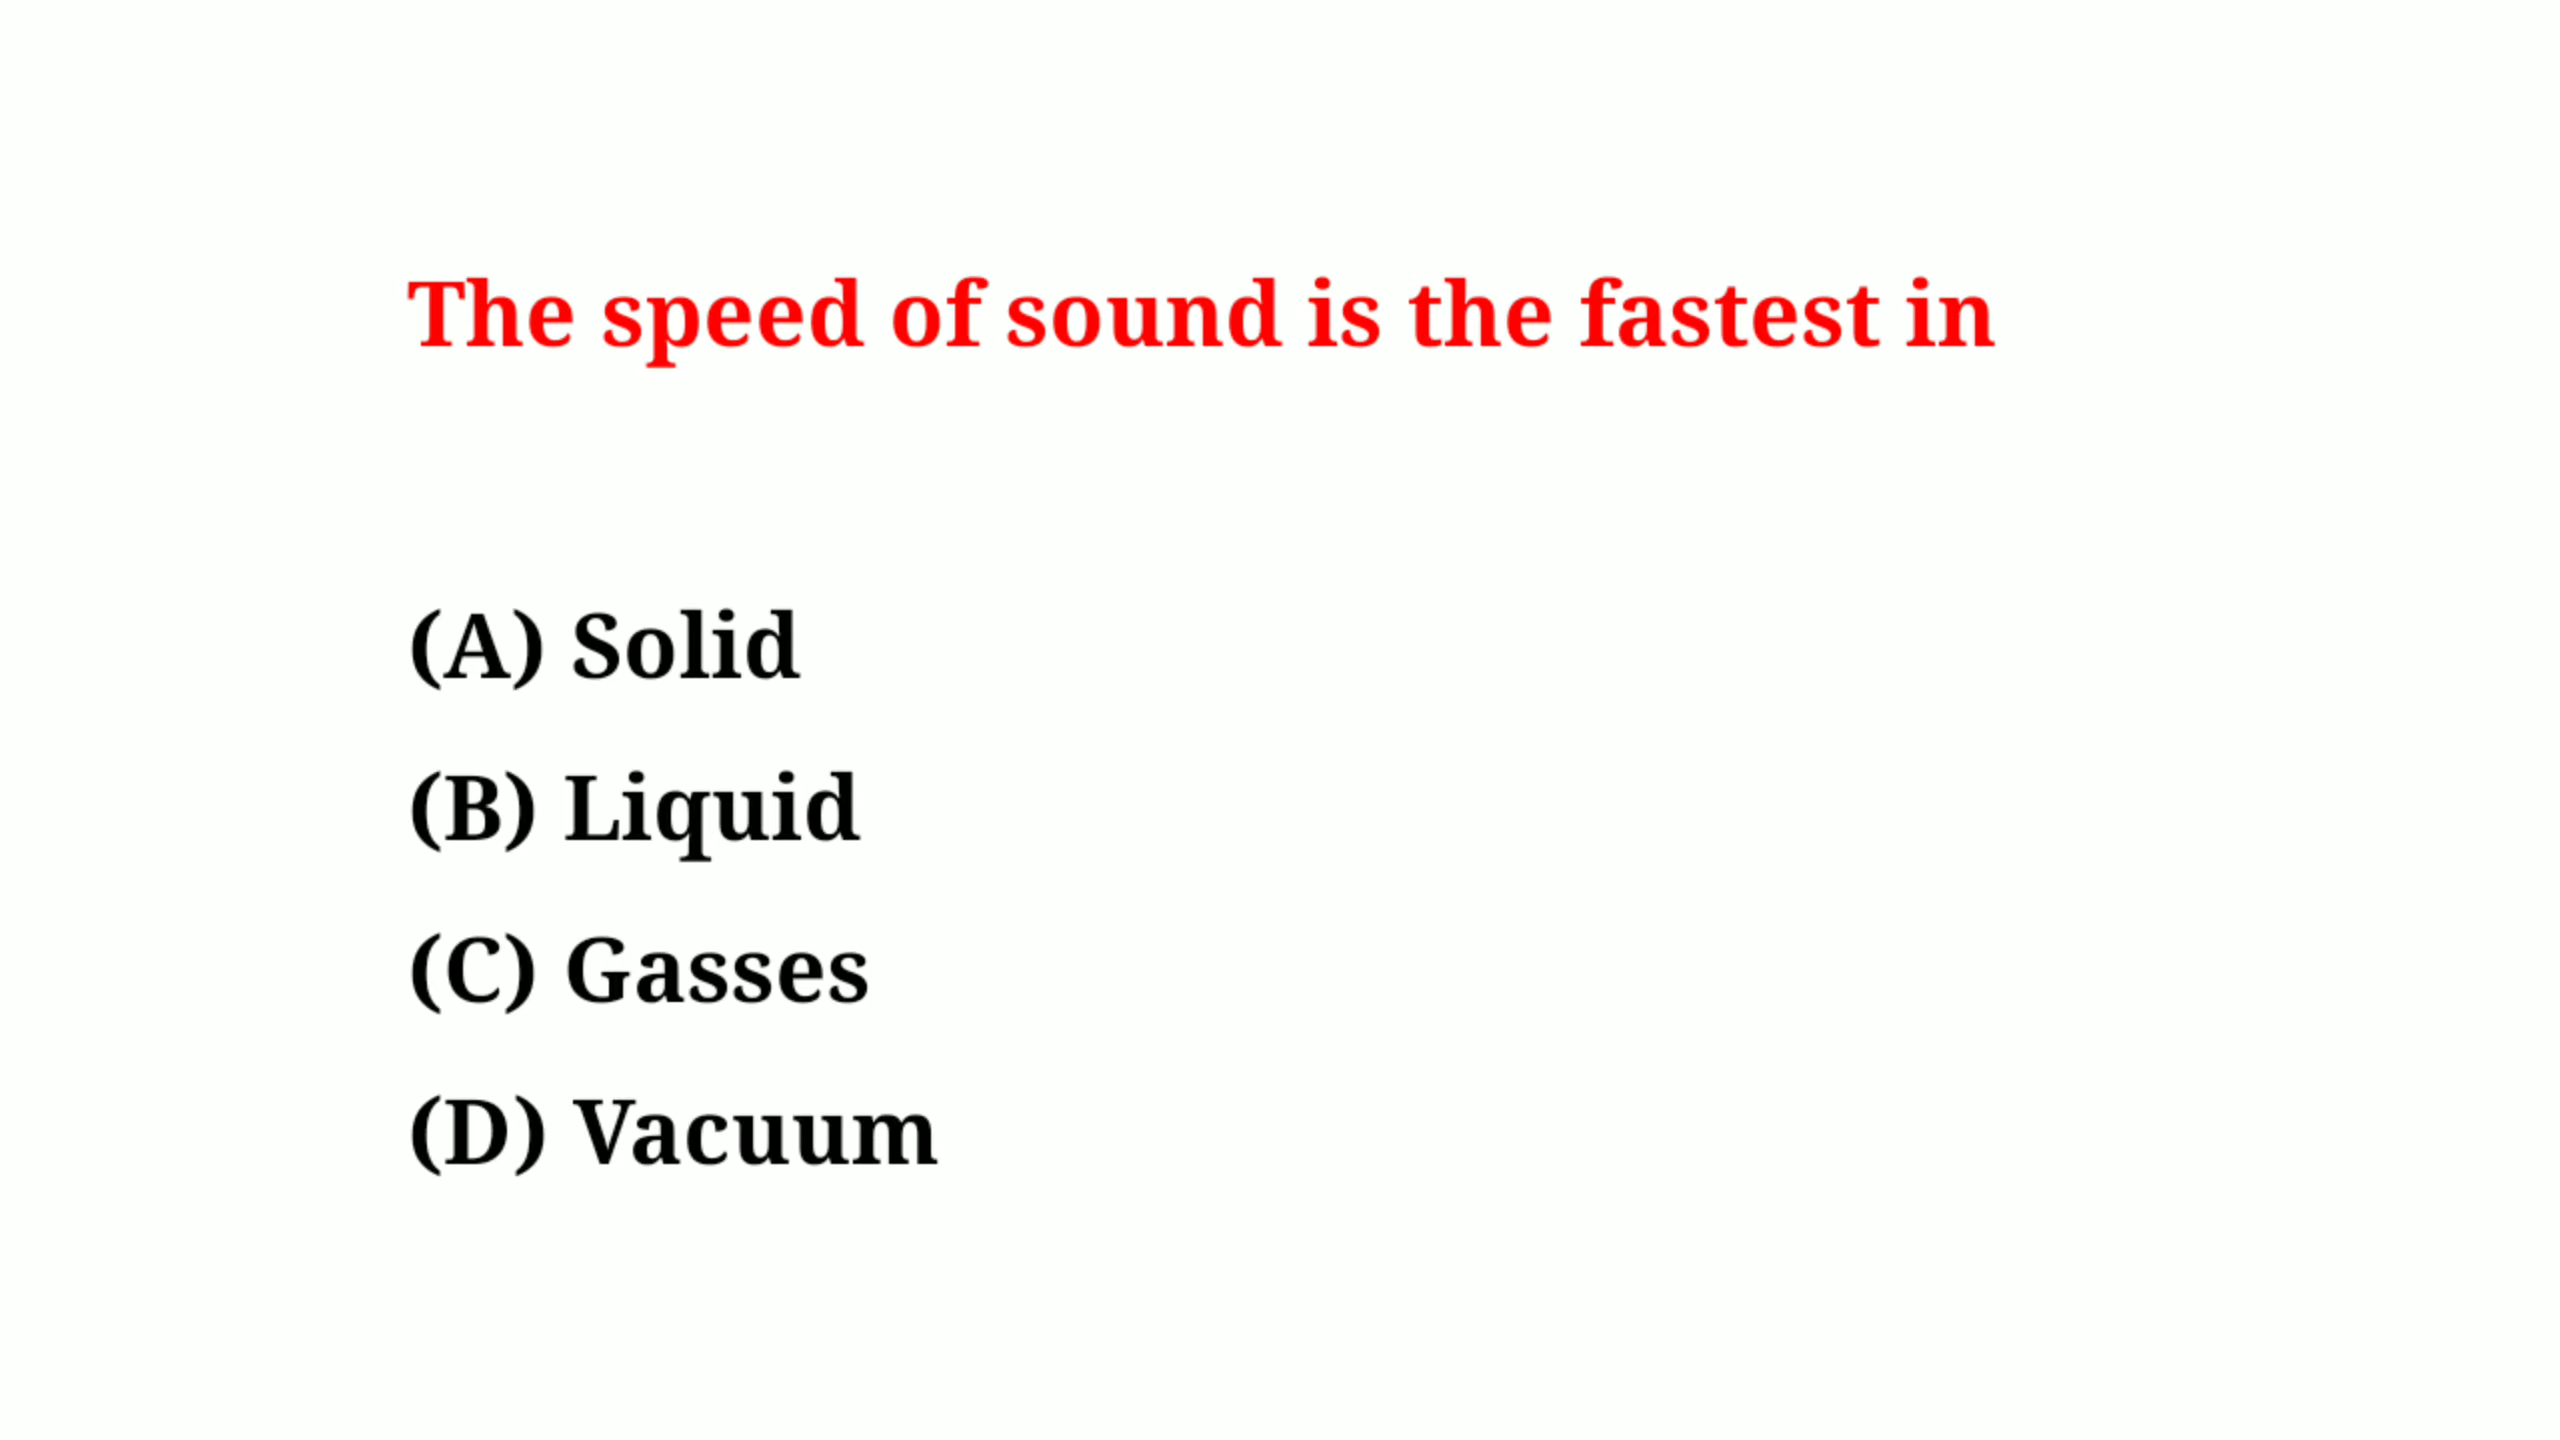 The speed of sound is the fastest in
(A) Solid
(B) Liquid
(C) Gasses
(D) Vacuum